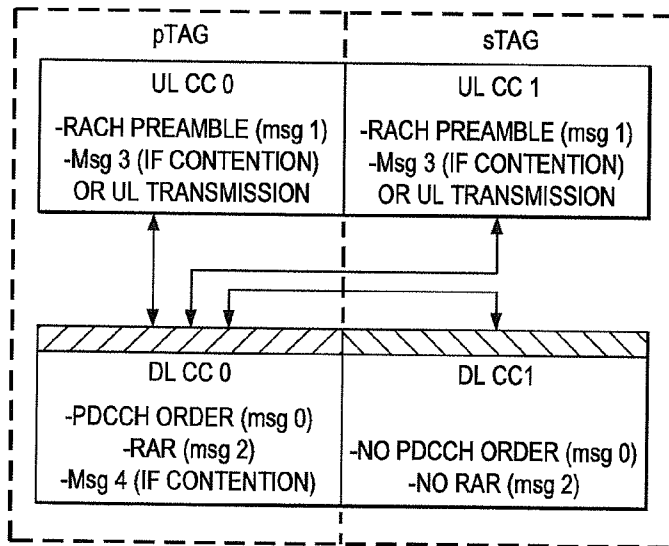 pTAG
sTAG
UL CC 0
-RACH PREAMBLE (msg 1)
-Msg 3 (IF CONTENTION)
OR UL TRANSMISSION
UL CC 1
-RACH PREAMBLE (msg 1)
-Msg 3 (IF CONTENTION)
OR UL TRANSMISSION
DL CC 0
-PDCCH ORDER (msg 0)
-RAR (msg 2)
-Msg 4 (IF CONTENTION)
DL CC1
-NO PDCCH ORDER (msg 0)
-NO RAR (msg 2)